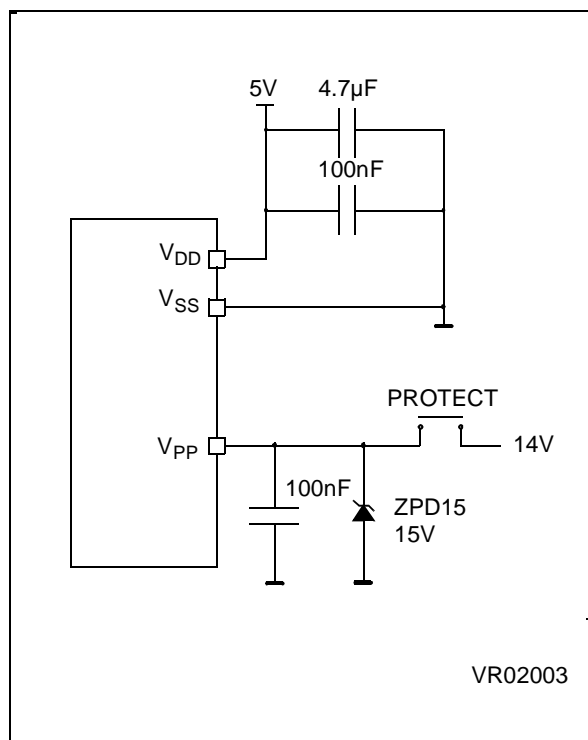 5V
4.7µF
100nF
VDD
VSS
PROTECT
VPP
14V
100nF
ZPD15
15V
VR02003